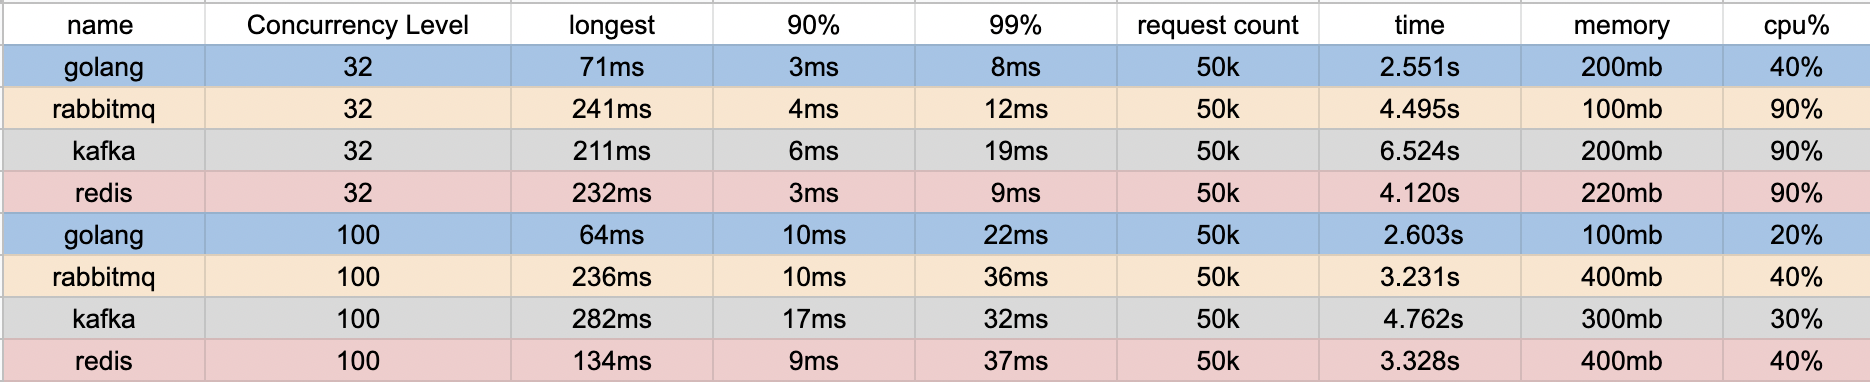 name Concurrency Level longest 90% 99% request count time memory cpu%
golang 32 71ms 3ms 8ms 50k 2.551s 200mb 40%
rabbitmq 32 241ms 4ms 12ms 50k 4.495s 100mb 90%
kafka 32 211ms 6ms 19ms 50k 6.524s 200mb 90%
redis 32 232ms 3ms 9ms 50k 4.120s 220mb 90%
golang 100 64ms 10ms 22ms 50k 2.603s 100mb 20%
rabbitmq 100 236ms 10ms 36ms 50k 3.231s 400mb 40%
kafka 100 282ms 17ms 32ms 50k 4.762s 300mb 30%
redis 100 134ms 9ms 37ms 50k 3.328s 400mb 40%